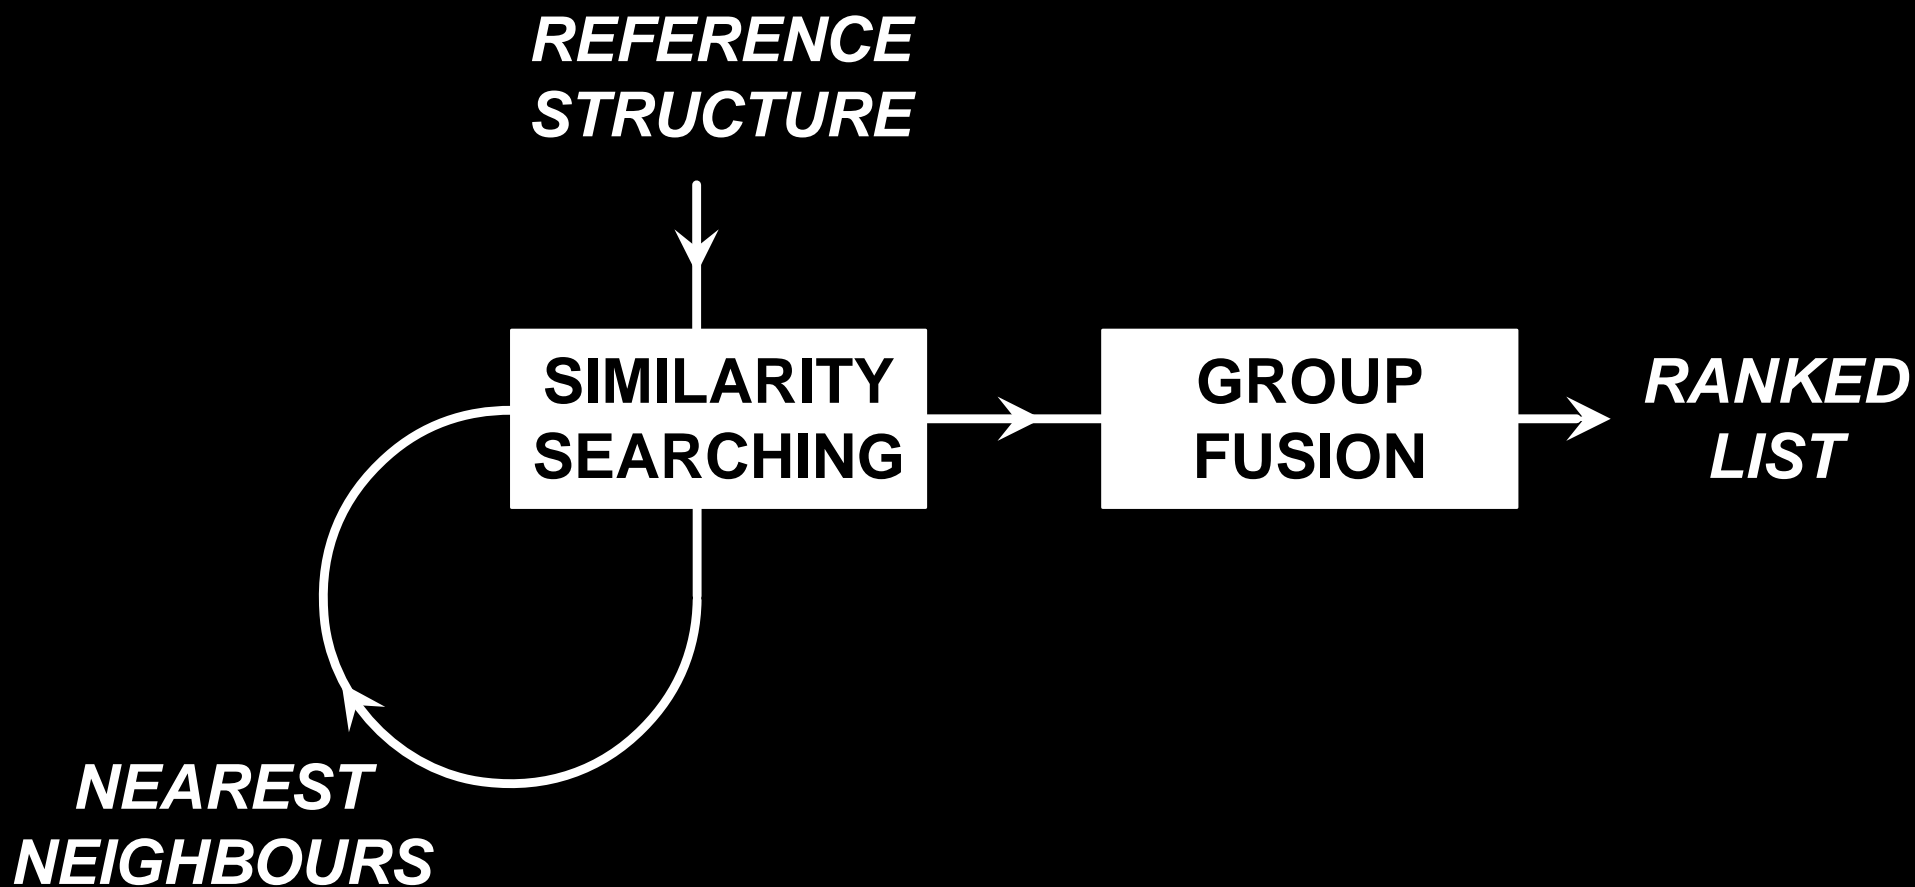 REFERENCE
STRUCTURE
SIMILARITY
SEARCHING
GROUP
FUSION
RANKED
LIST
NEAREST
NEIGHBOURS